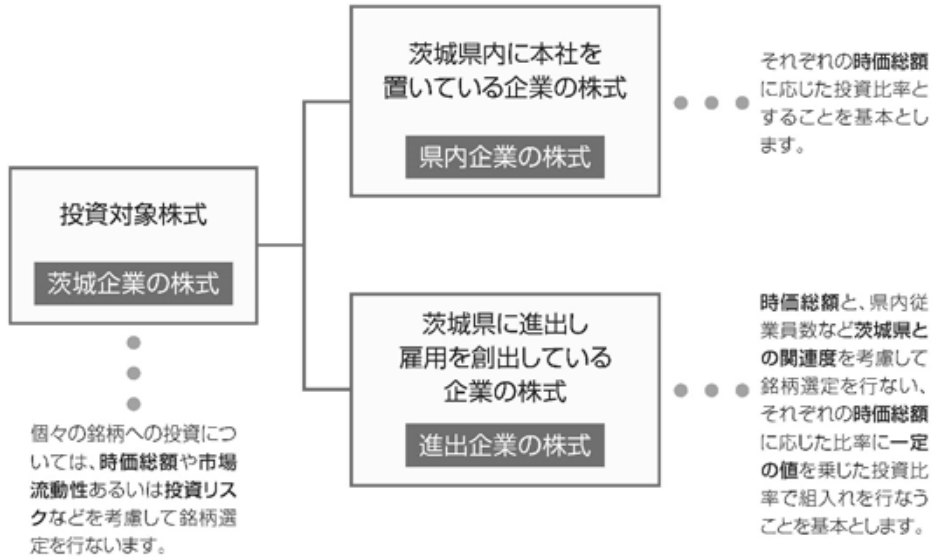 投資対象株式
茨城企業の株式
個々の銘柄への投資につ
いては、時価総額や市場
流動性あるいは投資リス
クなどを考慮して銘柄選
定を行ないます。
茨城県内に本社を
置いている企業の株式
県内企業の株式
それぞれの時価総額
に応じた投資比率と
することを基本とし
ます。
茨城県に進出し
雇用を創出している
企業の株式
進出企業の株式
時価総額と、県内従
業員数など茨城県と
の関連度を考慮して
銘柄選定を行ない、
それぞれの時価総額
に応じた比率に一定
の値を乗じた投資比
率で組入れを行なう
ことを基本とします。